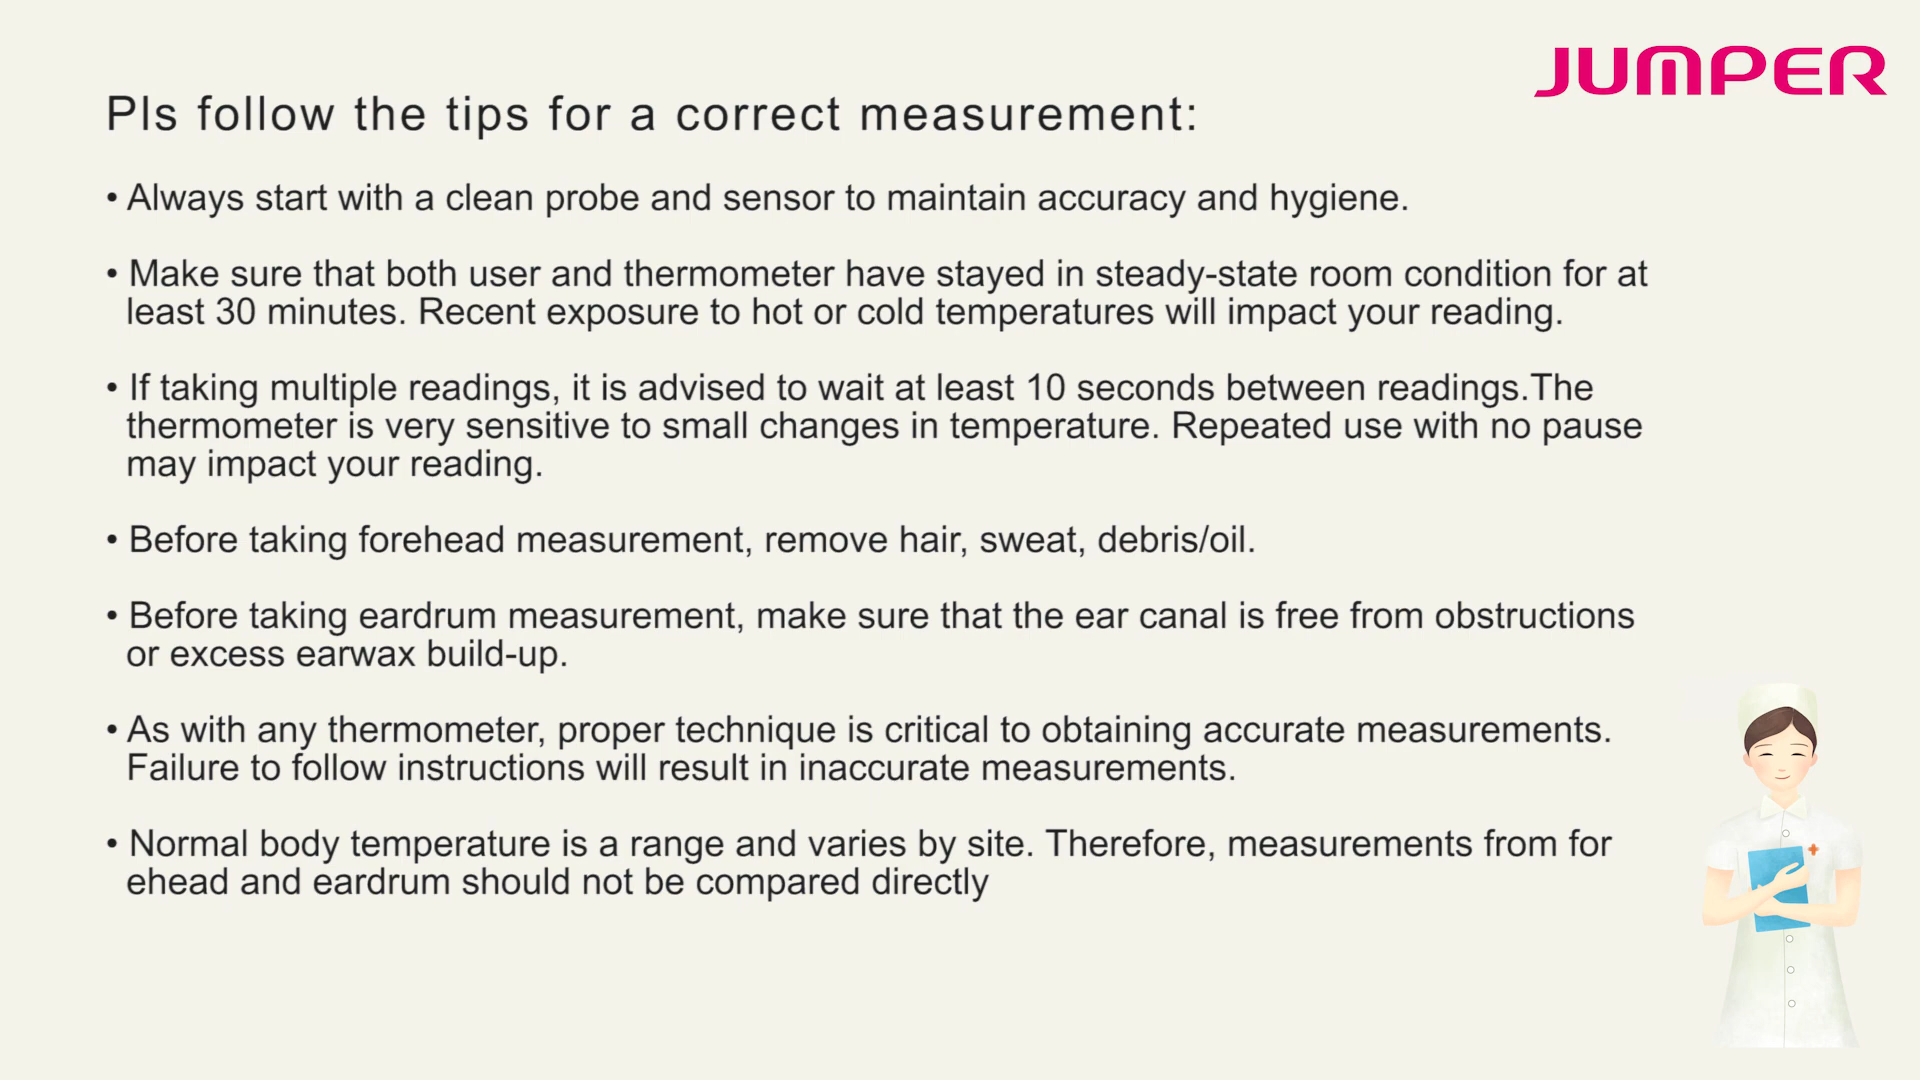 JUMPER
Pls follow the tips for a correct measurement:
• Always start with a clean probe and sensor to maintain accuracy and hygiene.
• Make sure that both user and thermometer have stayed in steady-state room condition for at
least 30 minutes. Recent exposure to hot or cold temperatures will impact your reading.
• If taking multiple readings, it is advised to wait at least 10 seconds between readings.The
thermometer is very sensitive to small changes in temperature. Repeated use with no pause
may impact your reading.
• Before taking forehead measurement, remove hair, sweat, debris/oil.
• Before taking eardrum measurement, make sure that the ear canal is free from obstructions
or excess earwax build-up.
• As with any thermometer, proper technique is critical to obtaining accurate measurements.
Failure to follow instructions will result in inaccurate measurements.
• Normal body temperature is a range and varies by site. Therefore, measurements from for
ehead and eardrum should not be compared directly